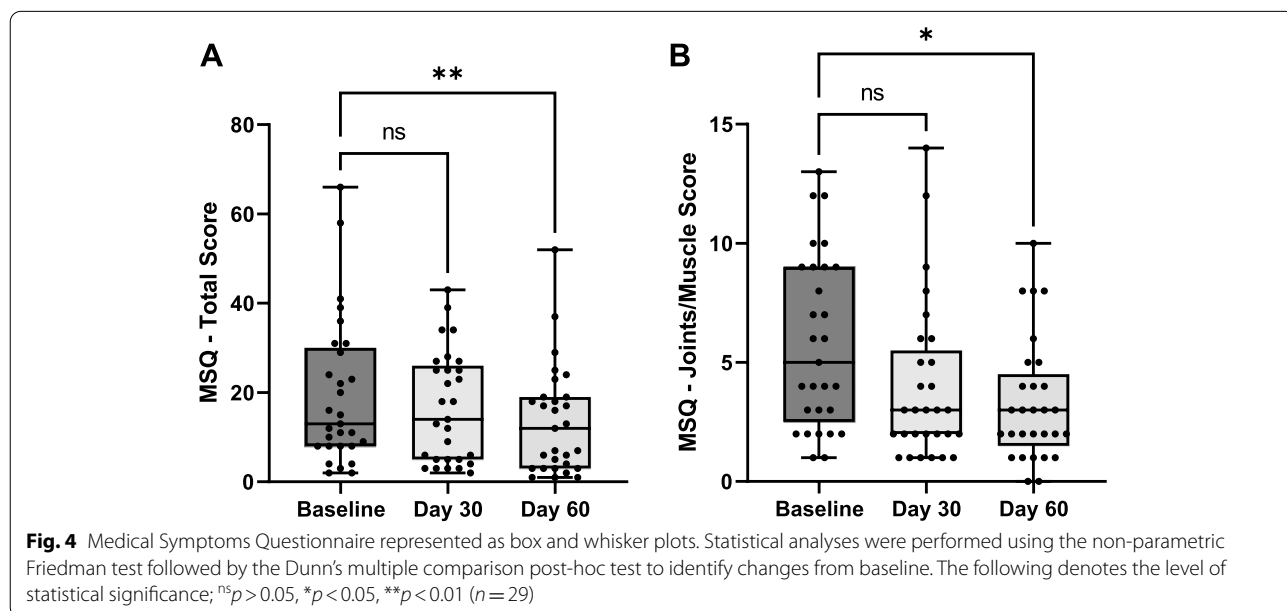 A
**
ns
MSQ - Total Score
80
60
40
20
0
Baseline Day 30 Day 60
B
*
ns
MSQ - Joints/Muscle Score
15
10
5
0
Baseline Day 30 Day 60
Fig. 4 Medical Symptoms Questionnaire represented as box and whisker plots. Statistical analyses were performed using the non-parametric
Friedman test followed by the Dunn's multiple comparison post-hoc test to identify changes from baseline. The following denotes the level of
statistical significance; ns p > 0.05, *p < 0.05, **p < 0.01 (n = 29)